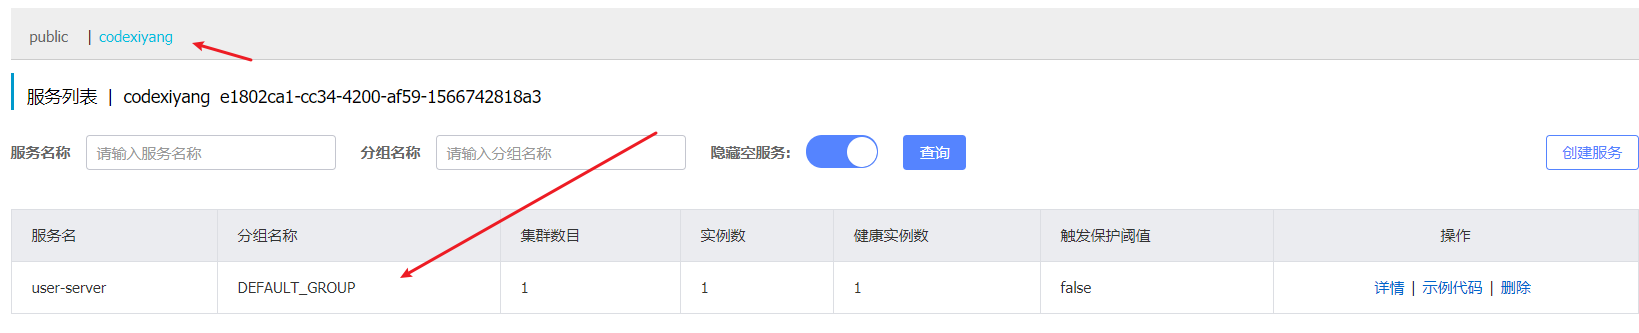 public | codexiyang
服务列表 | codexiyang e1802ca1-cc34-4200-af59-1566742818a3
服务名称 请输入服务名称 分组名称 请输入分组名称 隐藏空服务: 查询 创建服务
服务名 分组名称 集群数目 实例数 健康实例数 触发保护阈值 操作
user-server DEFAULT_GROUP 1 1 1 false 详情 | 示例代码 | 删除